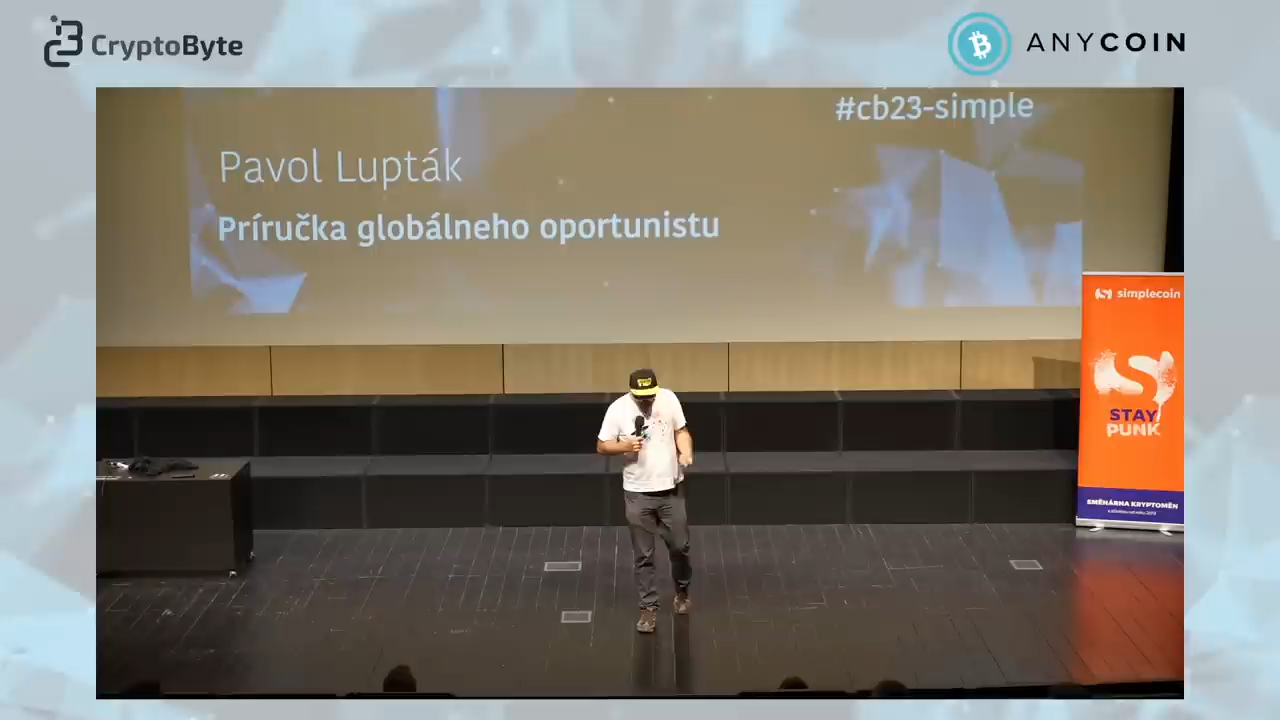 CryptoByte
ANYCOIN
#cb23-simple
Pavol Lupták
Príručka globálneho oportunistu
simplecoin
STAY
PUNK
SMĚNÁRNA KRYPTOMĚN